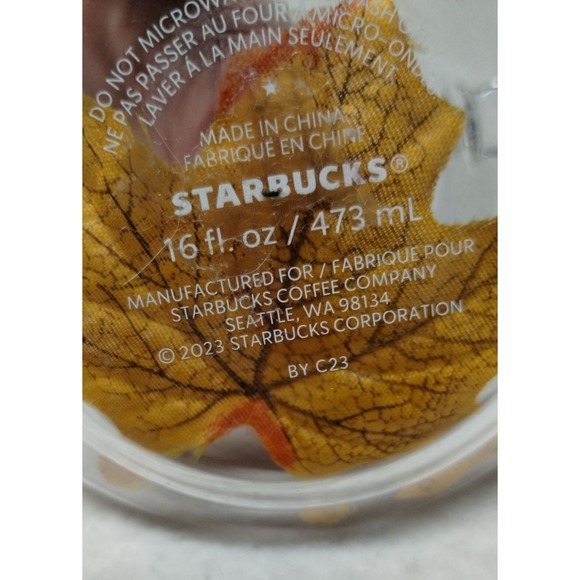 DO NOT MICROWAVE
NE PAS PASSER AU FOUR À MICRO-OND
LAVER À LA MAIN SEULEMENT
MADE IN CHINA
FABRIQUÉ EN CHINE
STARBUCKS®
16 fl. oz / 473 mL
MANUFACTURED FOR / FABRIQUÉ POUR
STARBUCKS COFFEE COMPANY
SEATTLE, WA 98134
© 2023 STARBUCKS CORPORATION
BY C23